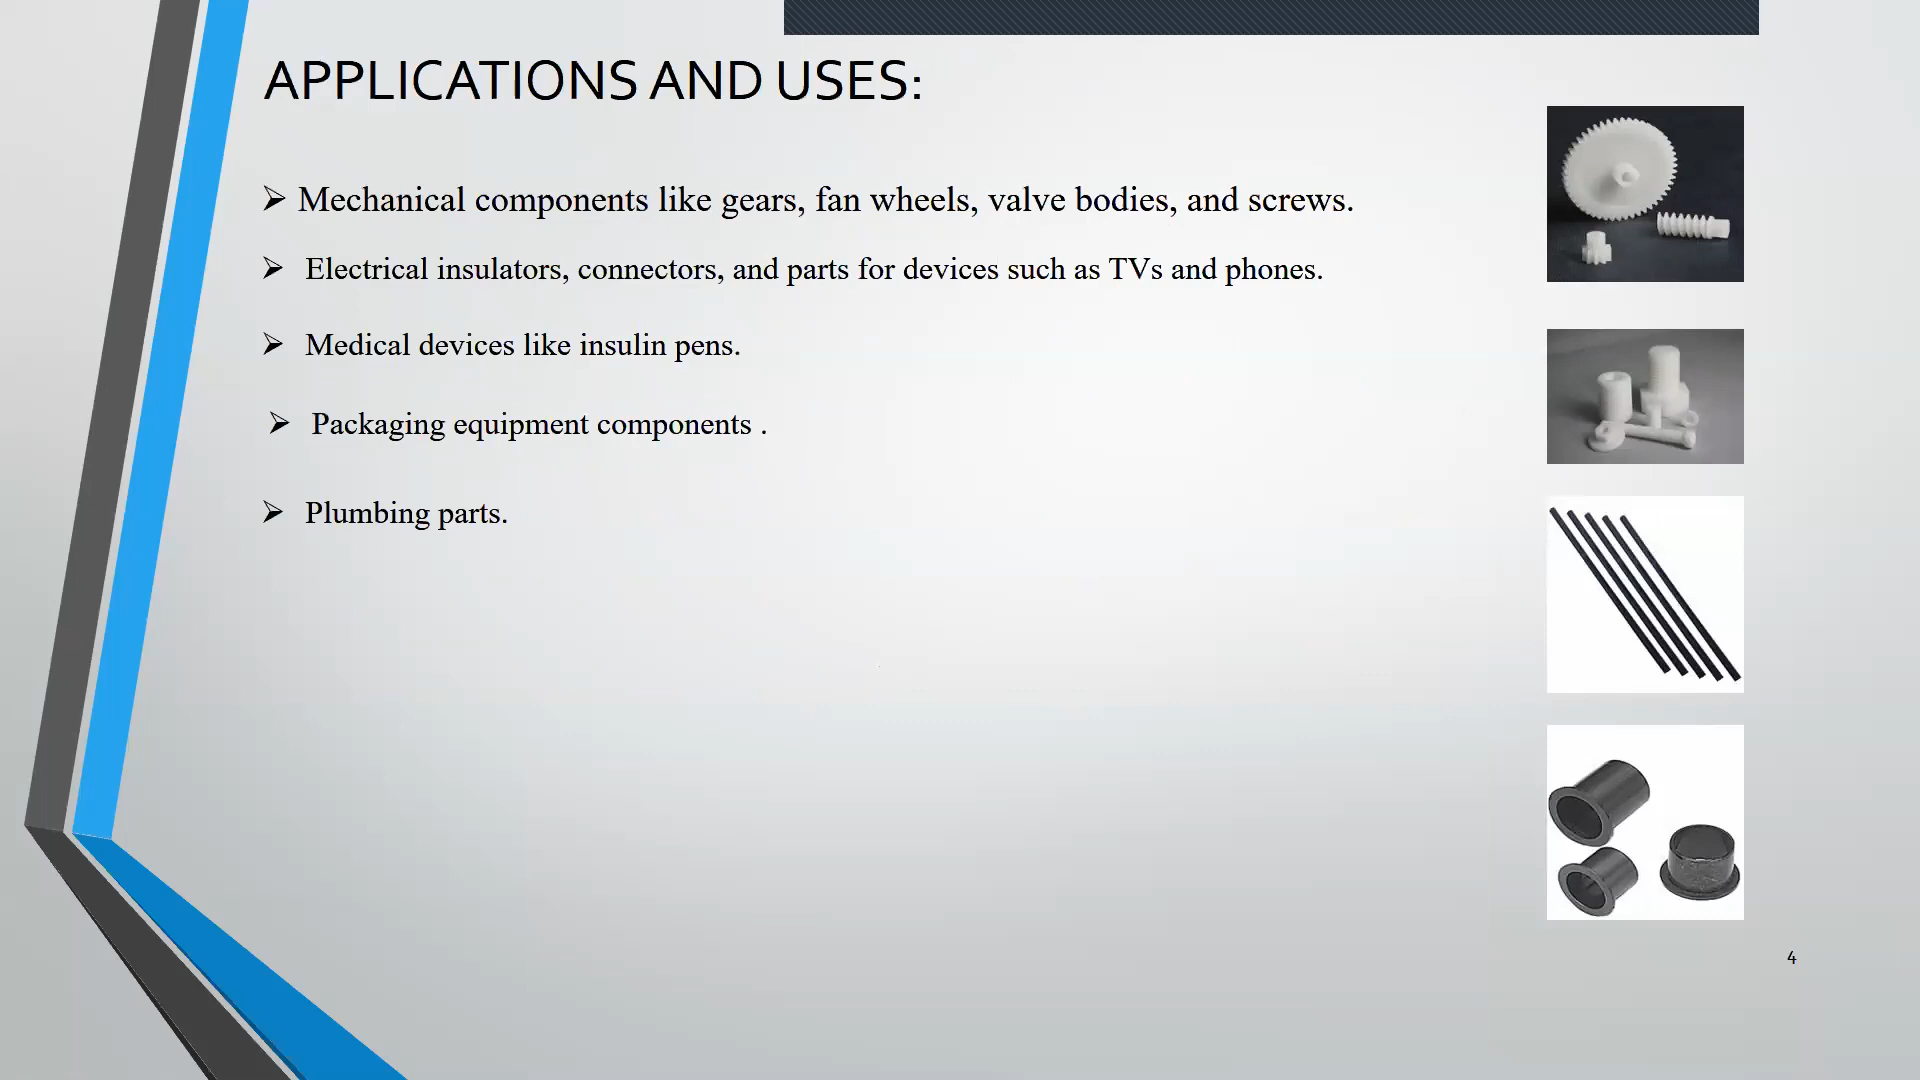 APPLICATIONS AND USES:
➢ Mechanical components like gears, fan wheels, valve bodies, and screws.
➢ Electrical insulators, connectors, and parts for devices such as TVs and phones.
➢ Medical devices like insulin pens.
➢ Packaging equipment components .
➢ Plumbing parts.
4